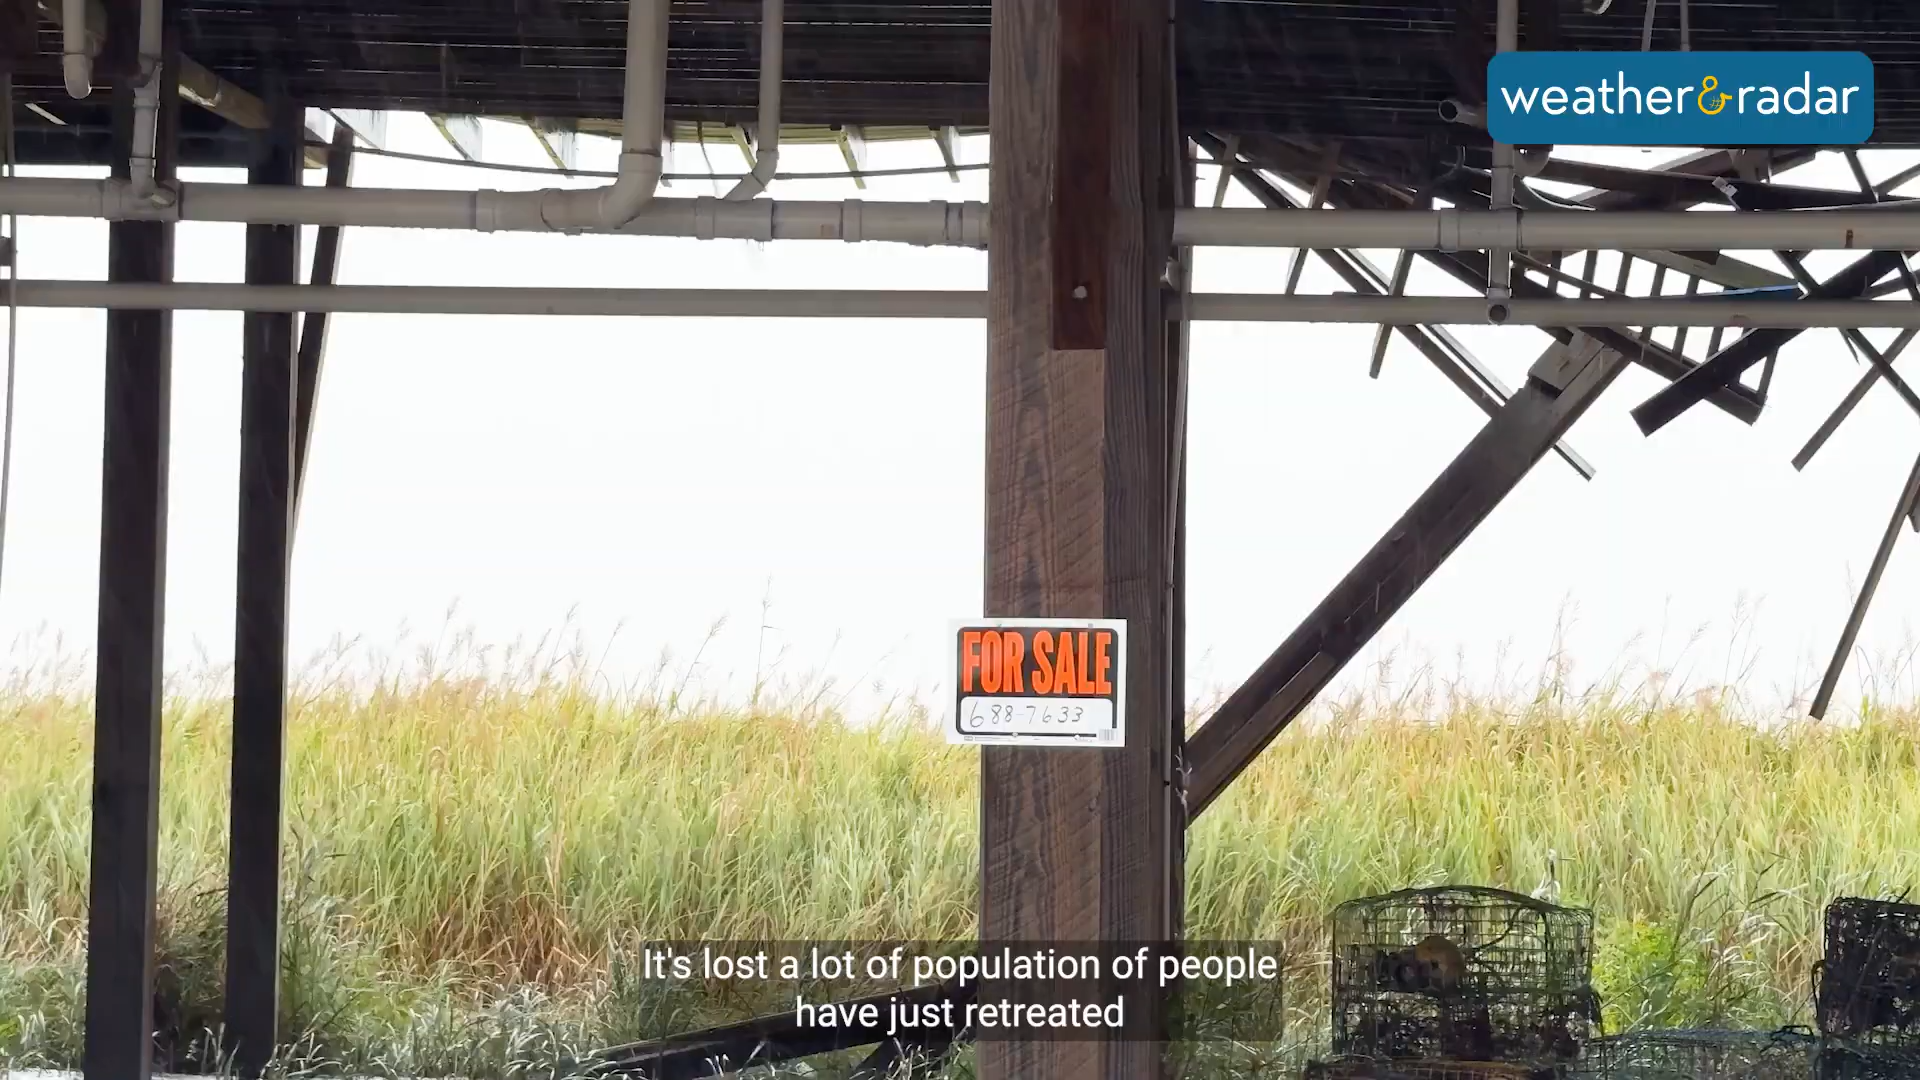 weather&radar
FOR SALE
688-7633
It's lost a lot of population of people
have just retreated